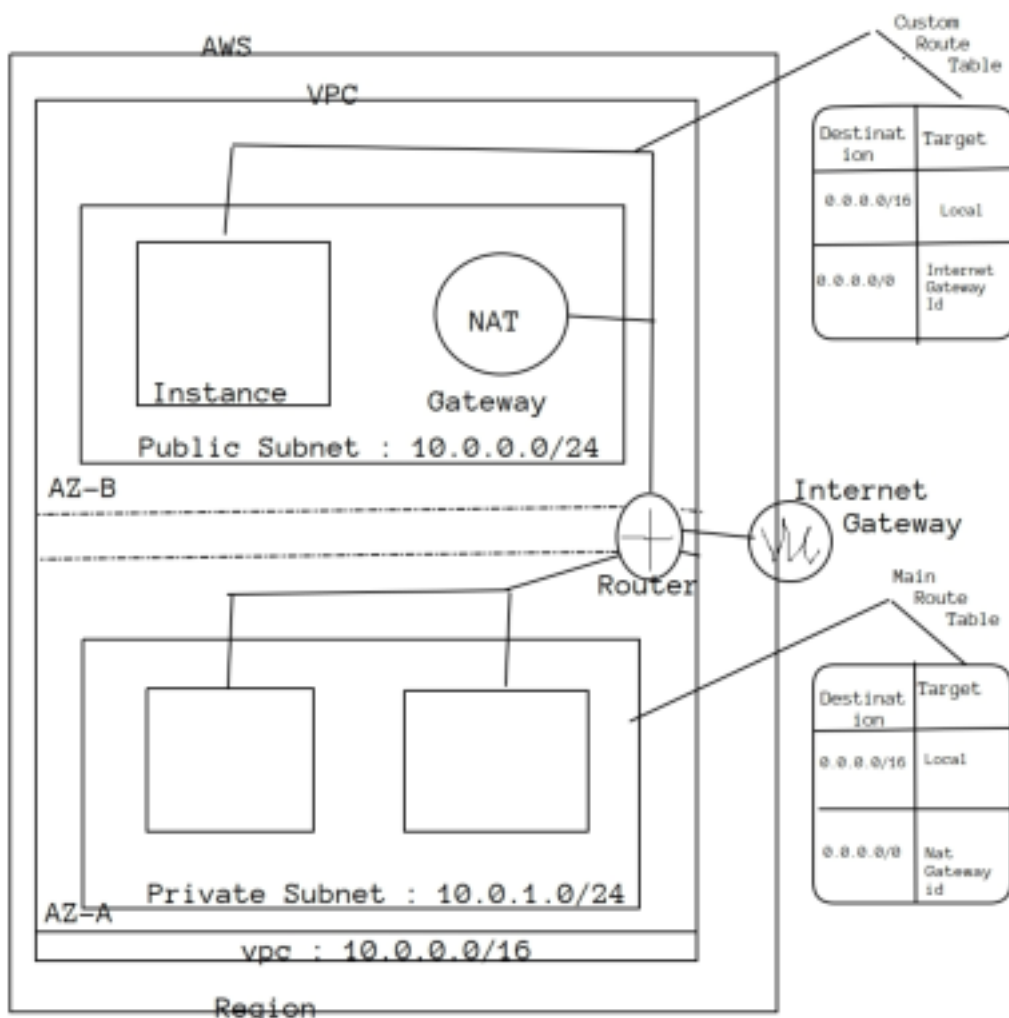 AWS
VPC
Instance
NAT
Gateway
Public Subnet : 10.0.0.0/24
AZ-B
Router
Internet
Gateway
Private Subnet : 10.0.1.0/24
AZ-A
vpc : 10.0.0.0/16
Region
Custom
Route
Table
Destinat
ion
Target
0.0.0.0/16
Local
0.0.0.0/0
Internet
Gateway
Id
Main
Route
Table
Destinat
ion
Target
0.0.0.0/16
Local
0.0.0.0/0
Nat
Gateway
id